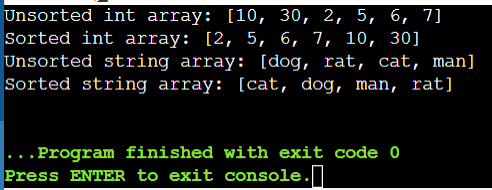 Unsorted int array: [10, 30, 2, 5, 6, 7]
Sorted int array: [2, 5, 6, 7, 10, 30]
Unsorted string array: [dog, rat, cat, man]
Sorted string array: [cat, dog, man, rat]
...Program finished with exit code 0
Press ENTER to exit console.